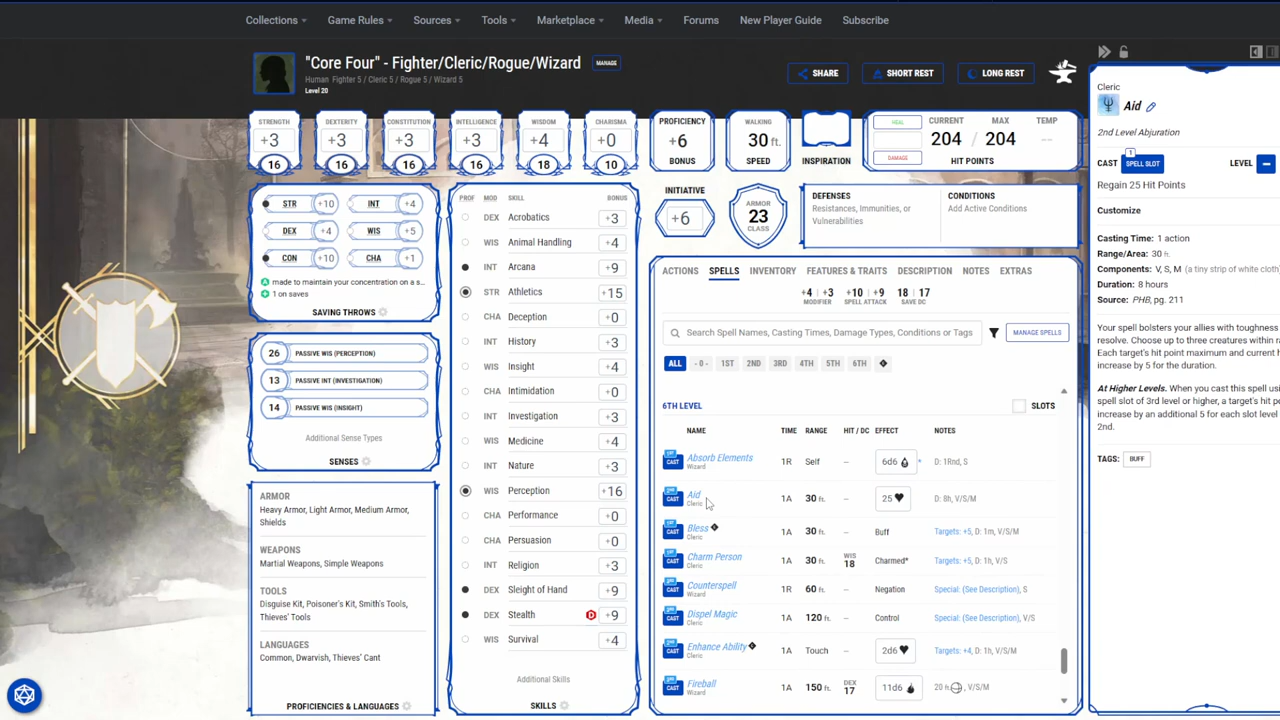 Collections Game Rules Sources Tools Marketplace Media Forums New Player Guide Subscribe
"Core Four" - Fighter/Cleric/Rogue/Wizard MANAGE
Human Fighter 5 / Cleric 5 / Rogue 5 / Wizard 5
Level 20
SHARE SHORT REST LONG REST
STRENGTH +3 16
DEXTERITY +3 16
CONSTITUTION +3 16
INTELLIGENCE +3 16
WISDOM +4 18
CHARISMA +0 10
PROFICIENCY +6 BONUS
WALKING 30 ft. SPEED
INSPIRATION
HEAL DAMAGE
CURRENT MAX TEMP
204 / 204 --
HIT POINTS
STR +10 INT +4
DEX +4 WIS +5
CON +10 CHA +1
made to maintain your concentration on a s...
1 on saves
SAVING THROWS
26 PASSIVE WIS (PERCEPTION)
13 PASSIVE INT (INVESTIGATION)
14 PASSIVE WIS (INSIGHT)
Additional Sense Types
SENSES
ARMOR
Heavy Armor, Light Armor, Medium Armor,
Shields
WEAPONS
Martial Weapons, Simple Weapons
TOOLS
Disguise Kit, Poisoner's Kit, Smith's Tools,
Thieves' Tools
LANGUAGES
Common, Dwarvish, Thieves' Cant
PROFICIENCIES & LANGUAGES
PROF MOD SKILL BONUS
DEX Acrobatics +3
WIS Animal Handling +4
INT Arcana +9
STR Athletics +15
CHA Deception +0
INT History +3
WIS Insight +4
CHA Intimidation +0
INT Investigation +3
WIS Medicine +4
INT Nature +3
WIS Perception +16
CHA Performance +0
CHA Persuasion +0
INT Religion +3
DEX Sleight of Hand +9
DEX Stealth D +9
WIS Survival +4
Additional Skills
SKILLS
INITIATIVE
+6
ARMOR
23
CLASS
DEFENSES
Resistances, Immunities, or
Vulnerabilities
CONDITIONS
Add Active Conditions
ACTIONS SPELLS INVENTORY FEATURES & TRAITS DESCRIPTION NOTES EXTRAS
+4 +3 +10 +9 18 17
MODIFIER SPELL ATTACK SAVE DC
Search Spell Names, Casting Times, Damage Types, Conditions or Tags
MANAGE SPELLS
ALL - 0 - 1ST 2ND 3RD 4TH 5TH 6TH
6TH LEVEL SLOTS
NAME TIME RANGE HIT / DC EFFECT NOTES
CAST Absorb Elements 1R Self -- 6d6 D: 1Rnd, S
Wizard
CAST Aid 1A 30 ft. -- 25 D: 8h, V/S/M
Cleric
CAST Bless 1A 30 ft. -- Buff Targets: +5, D: 1m, V/S/M
Cleric
CAST Charm Person 1A 30 ft. WIS 18 Charmed* Targets: +5, D: 1h, V/S
Cleric
CAST Counterspell 1R 60 ft. -- Negation Special: (See Description), S
Wizard
CAST Dispel Magic 1A 120 ft. -- Control Special: (See Description), V/S
Cleric
CAST Enhance Ability 1A Touch -- 2d6 Targets: +4, D: 1h, V/S/M
Cleric
CAST Fireball 1A 150 ft. DEX 17 11d6 20 ft. , V/S/M
Wizard
Cleric
Aid
2nd Level Abjuration
CAST 1 SPELL SLOT LEVEL
Regain 25 Hit Points
Customize
Casting Time: 1 action
Range/Area: 30 ft.
Components: V, S, M (a tiny strip of white cloth)
Duration: 8 hours
Source: PHB, pg. 211
Your spell bolsters your allies with toughness
resolve. Choose up to three creatures within ra
Each target's hit point maximum and current h
increase by 5 for the duration.
At Higher Levels. When you cast this spell usi
spell slot of 3rd level or higher, a target's hit p
increase by an additional 5 for each slot level
2nd.
TAGS: BUFF